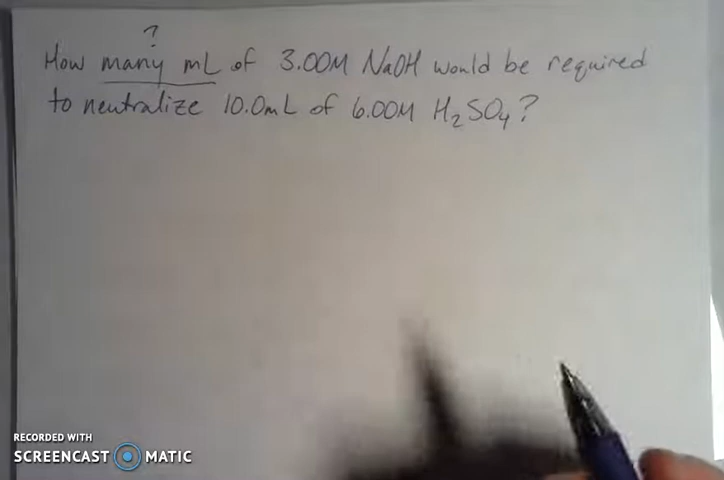 ?
How many mL of 3.00M NaOH would be required
to neutralize 10.0mL of 6.00M H₂SO₄?
RECORDED WITH
SCREENCAST MATIC